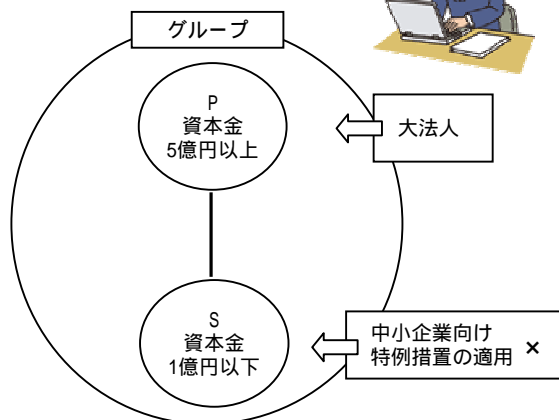 グループ
P
資本金
5億円以上
大法人
S
資本金
1億円以下
中小企業向け
特例措置の適用 ×